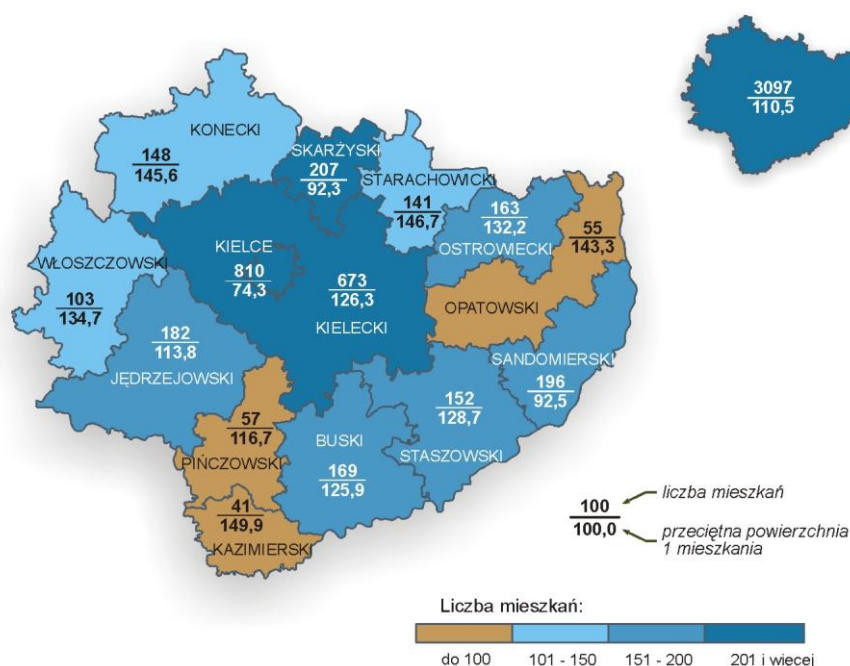 3097
110,5
KONECKI
148
145,6
SKARŻYSKI
207
92,3
STARACHOWICKI
141
146,7
163
132,2
OSTROWIECKI
55
143,3
OPATOWSKI
WŁOSZCZOWSKI
103
134,7
KIELCE
810
74,3
673
126,3
KIELECKI
182
113,8
JĘDRZEJOWSKI
SANDOMIERSKI
196
92,5
152
128,7
STASZOWSKI
57
116,7
PIŃCZOWSKI
BUSKI
169
125,9
41
149,9
KAZIMIERSKI
100
100,0
liczba mieszkań
przeciętna powierzchnia
1 mieszkania
Liczba mieszkań:
do 100 101 - 150 151 - 200 201 i więcej